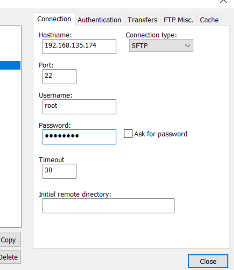 Connection Authentication Transfers FTP Misc. Cache
Hostname: Connection type:
192.168.135.174 SFTP
Port:
22
Username:
root
Password:
●●●●●●●● Ask for password
Timeout
30
Initial remote directory:
Copy
Delete Close